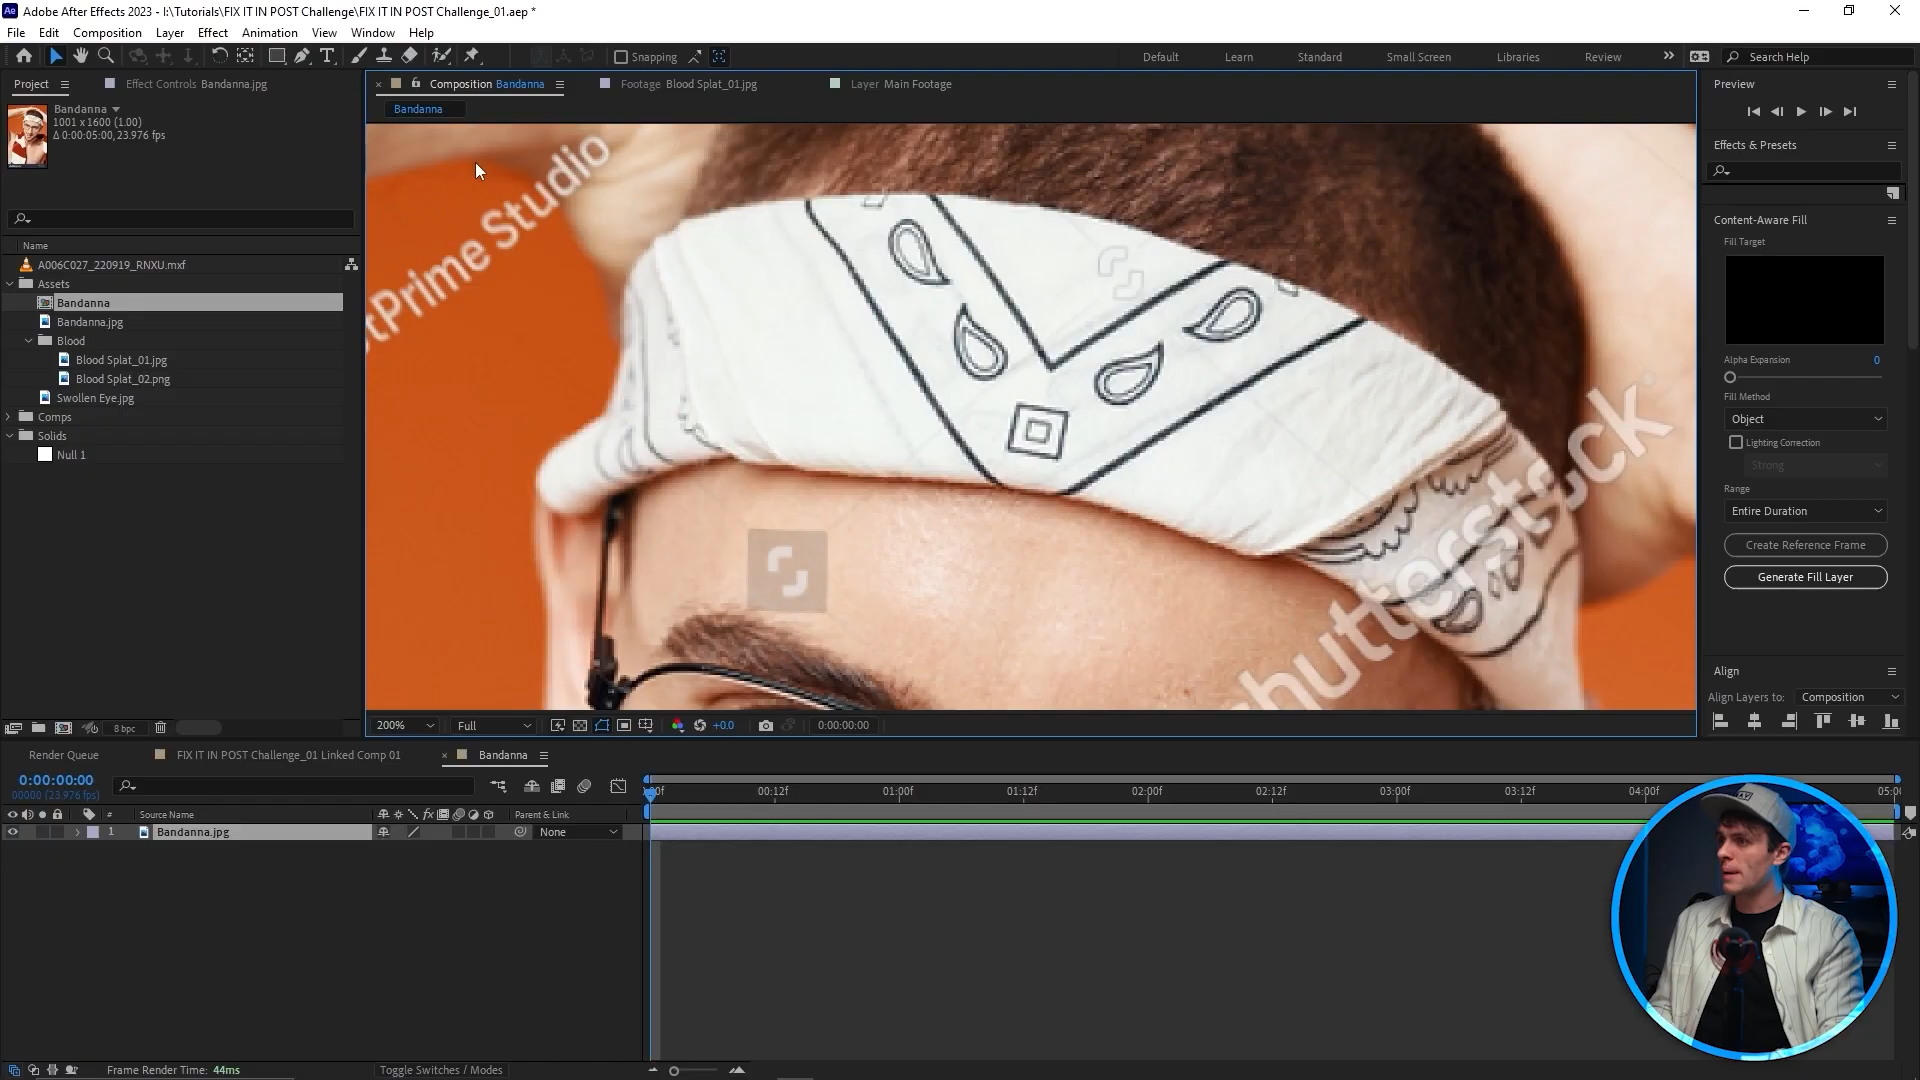 Ae Adobe After Effects 2023 - I:\Tutorials\FIX IT IN POST Challenge\FIX IT IN POST Challenge_01.aep *
File Edit Composition Layer Effect Animation View Window Help
Snapping
Default Learn Standard Small Screen Libraries Review
Search Help
Project
Effect Controls Bandanna.jpg
Bandanna
1001 x 1600 (1.00)
Δ 0:00:05:00, 23.976 fps
Name
A006C027_220919_RNXU.mxf
Assets
Bandanna
Bandanna.jpg
Blood
Blood Splat_01.jpg
Blood Splat_02.png
Swollen Eye.jpg
Comps
Solids
Null 1
8 bpc
Composition Bandanna
Footage Blood Splat_01.jpg
Layer Main Footage
Bandanna
tPrime Studio
shutterstock
200%
Full
+0.0
0:00:00:00
Preview
Effects & Presets
Content-Aware Fill
Fill Target
Alpha Expansion 0
Fill Method
Object
Lighting Correction
Strong
Range
Entire Duration
Create Reference Frame
Generate Fill Layer
Align
Align Layers to: Composition
Render Queue
FIX IT IN POST Challenge_01 Linked Comp 01
Bandanna
0:00:00:00
00000 (23.976 fps)
# Source Name
Parent & Link
1 Bandanna.jpg
None
00f 00:12f 01:00f 01:12f 02:00f 02:12f 03:00f 03:12f 04:00f 05:0
Frame Render Time: 44ms
Toggle Switches / Modes